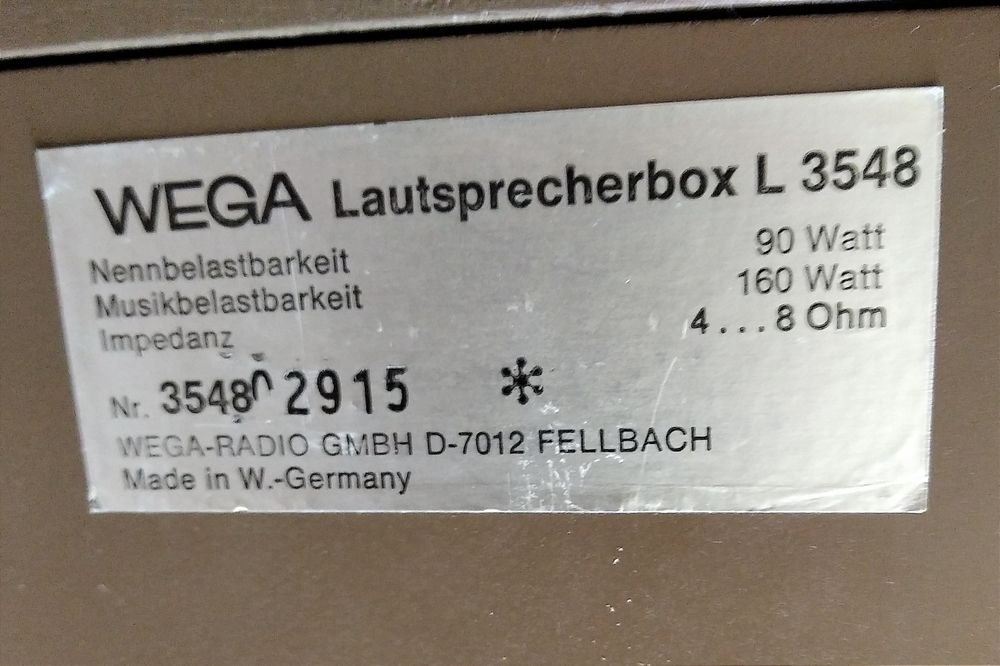 WEGA Lautsprecherbox L 3548
Nennbelastbarkeit 90 Watt
Musikbelastbarkeit 160 Watt
Impedanz 4...8 Ohm
Nr. 35480 2915 *
WEGA-RADIO GMBH D-7012 FELLBACH
Made in W.-Germany